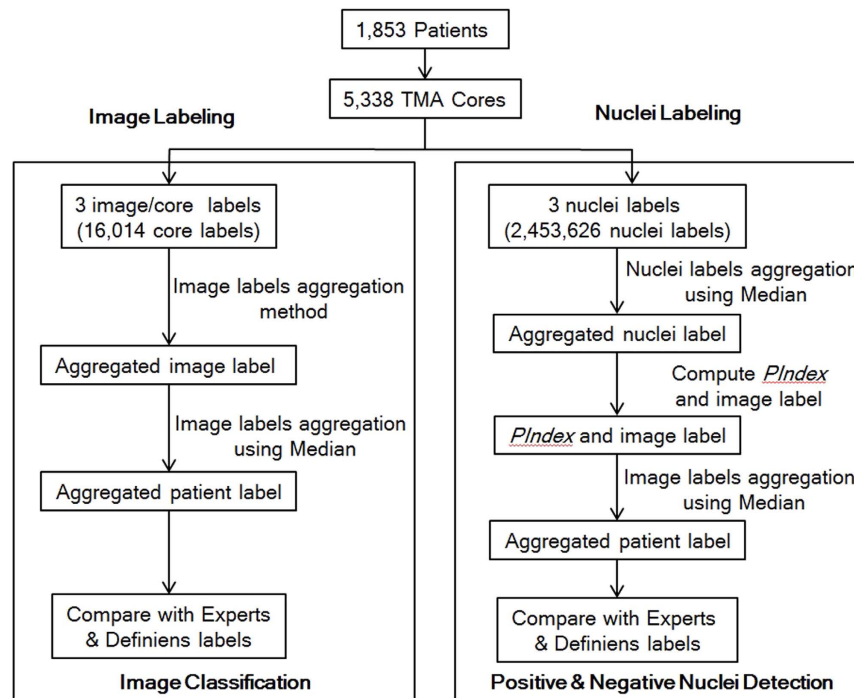 1,853 Patients
5,338 TMA Cores
Image Labeling
3 image/core labels
(16,014 core labels)
Image labels aggregation
method
Aggregated image label
Image labels aggregation
using Median
Aggregated patient label
Compare with Experts
& Definiens labels
Image Classification
Nuclei Labeling
3 nuclei labels
(2,453,626 nuclei labels)
Nuclei labels aggregation
using Median
Aggregated nuclei label
Compute PIndex
and image label
PIndex and image label
Image labels aggregation
using Median
Aggregated patient label
Compare with Experts
& Definiens labels
Positive & Negative Nuclei Detection